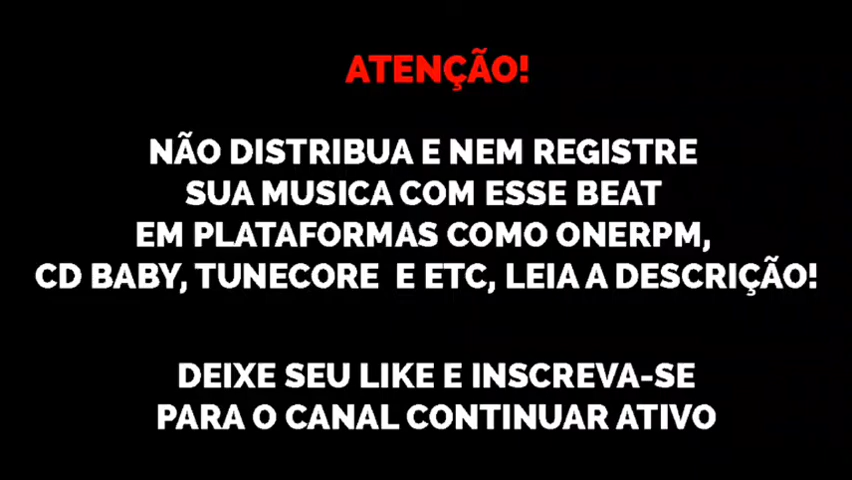 ATENÇÃO!
NÃO DISTRIBUA E NEM REGISTRE
SUA MUSICA COM ESSE BEAT
EM PLATAFORMAS COMO ONERPM,
CD BABY, TUNECORE E ETC, LEIA A DESCRIÇÃO!
DEIXE SEU LIKE E INSCREVA-SE
PARA O CANAL CONTINUAR ATIVO